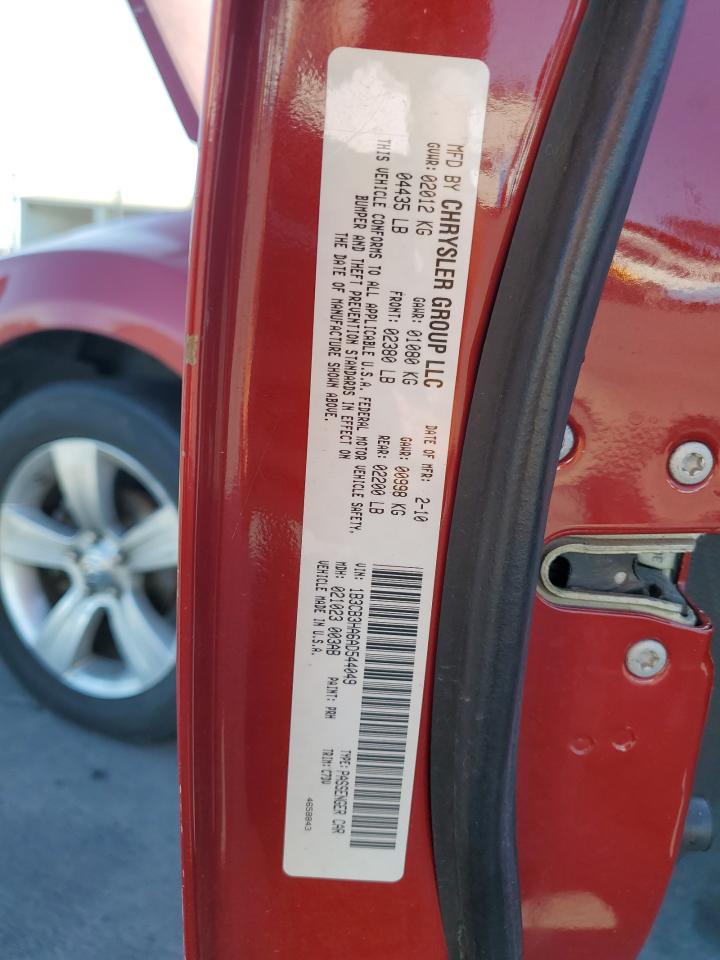 MFD BY CHRYSLER GROUP LLC DATE OF MFR: 2-10
GVWR: 02012 KG GAWR: 01080 KG GAWR: 00998 KG
04435 LB FRONT: 02380 LB REAR: 02200 LB
THIS VEHICLE CONFORMS TO ALL APPLICABLE U.S.A. FEDERAL MOTOR VEHICLE SAFETY,
BUMPER AND THEFT PREVENTION STANDARDS IN EFFECT ON
THE DATE OF MANUFACTURE SHOWN ABOVE.
VIN: 1B3CB3HA6AD544049 TYPE: PASSENGER CAR
MDH: 021023 003AB PAINT: PRH TRIM: C7DV
VEHICLE MADE IN U.S.A.
4658843